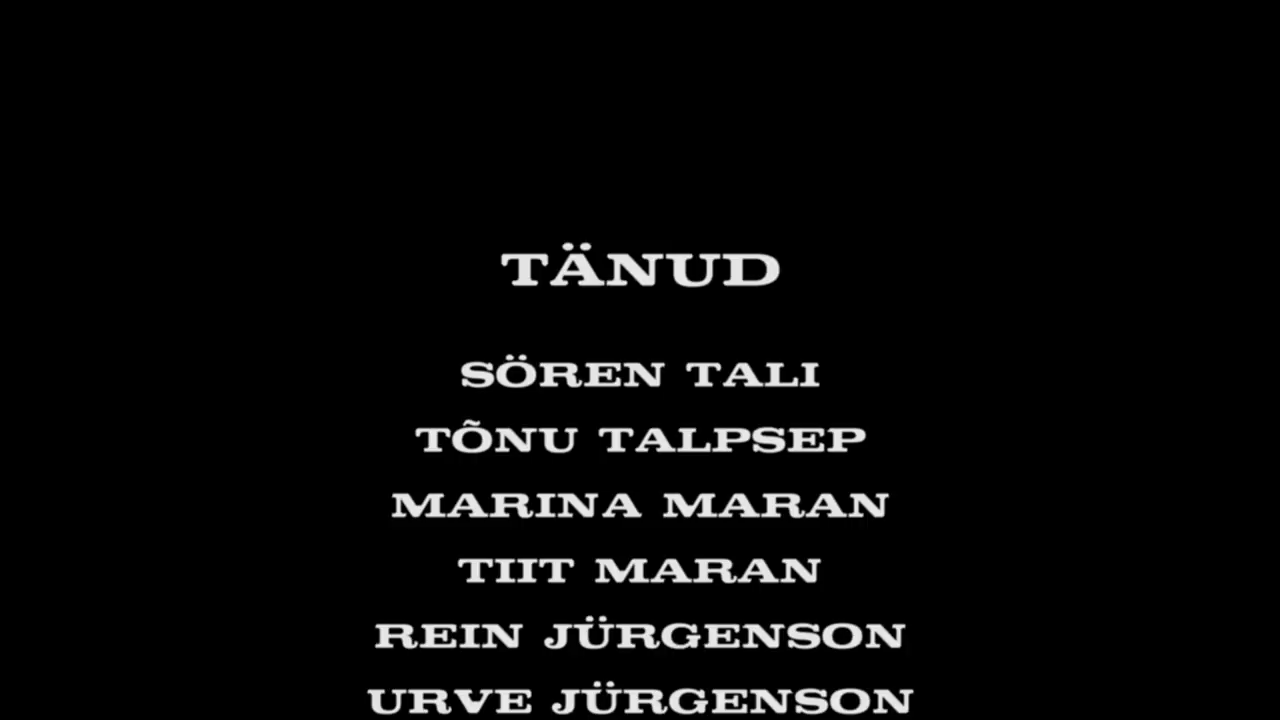 TÄNUD
SÖREN TALI
TÕNU TALPSEP
MARINA MARAN
TIIT MARAN
REIN JÜRGENSON
URVE JÜRGENSON